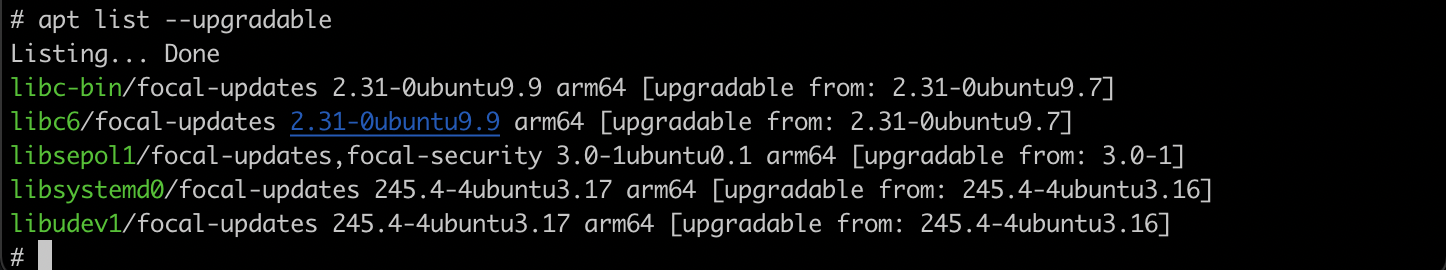 # apt list --upgradable
Listing... Done
libc-bin/focal-updates 2.31-0ubuntu9.9 arm64 [upgradable from: 2.31-0ubuntu9.7]
libc6/focal-updates 2.31-0ubuntu9.9 arm64 [upgradable from: 2.31-0ubuntu9.7]
libsepol1/focal-updates,focal-security 3.0-1ubuntu0.1 arm64 [upgradable from: 3.0-1]
libsystemd0/focal-updates 245.4-4ubuntu3.17 arm64 [upgradable from: 245.4-4ubuntu3.16]
libudev1/focal-updates 245.4-4ubuntu3.17 arm64 [upgradable from: 245.4-4ubuntu3.16]
#